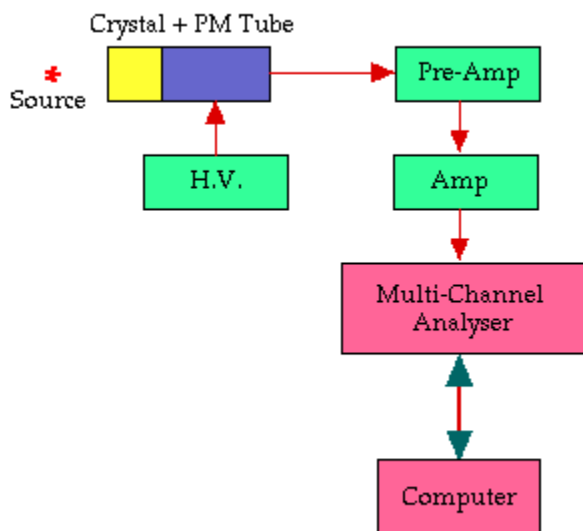 Crystal + PM Tube
Source
Pre-Amp
H.V.
Amp
Multi-Channel
Analyser
Computer